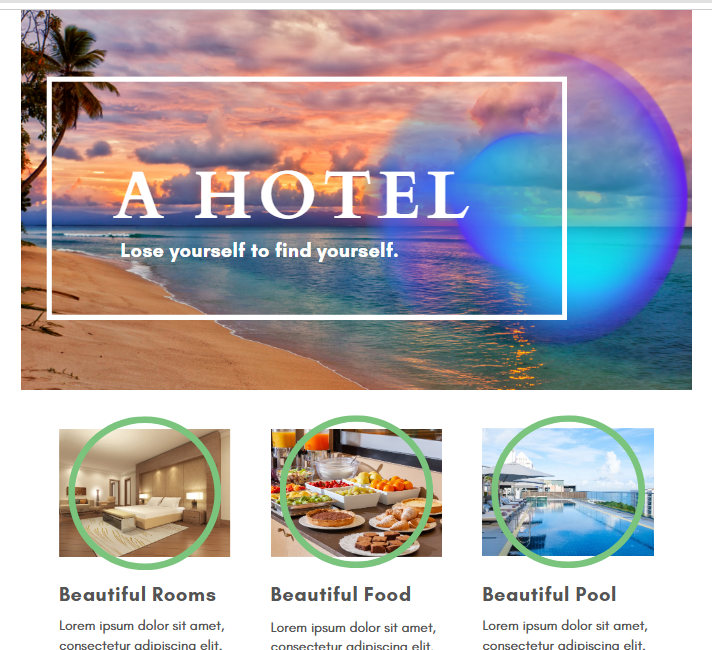 A HOTEL
Lose yourself to find yourself.
Beautiful Rooms
Beautiful Food
Beautiful Pool
Lorem ipsum dolor sit amet,
consectetur adipiscing elit.
Lorem ipsum dolor sit amet,
consectetur adipiscing elit.
Lorem ipsum dolor sit amet,
consectetur adipiscing elit.